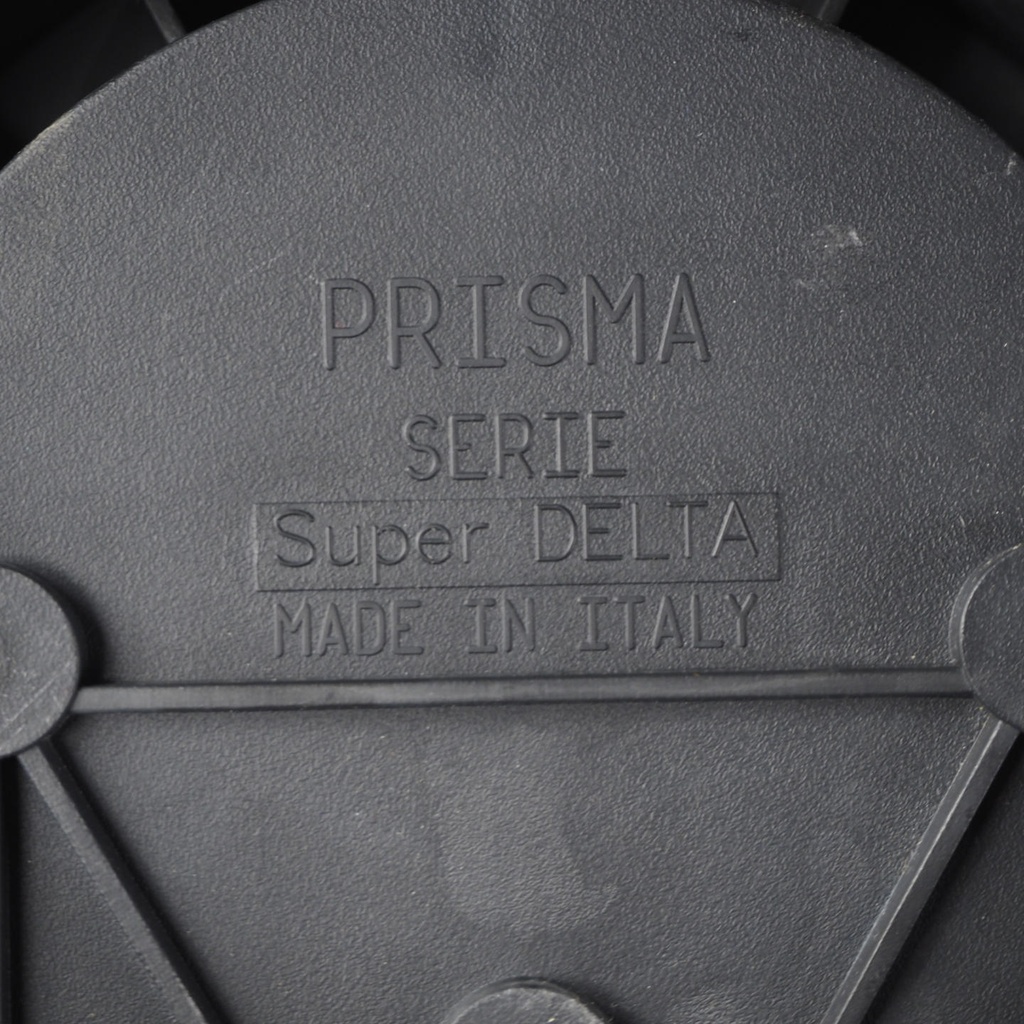 PRISMA
SERIE
Super DELTA
MADE IN ITALY